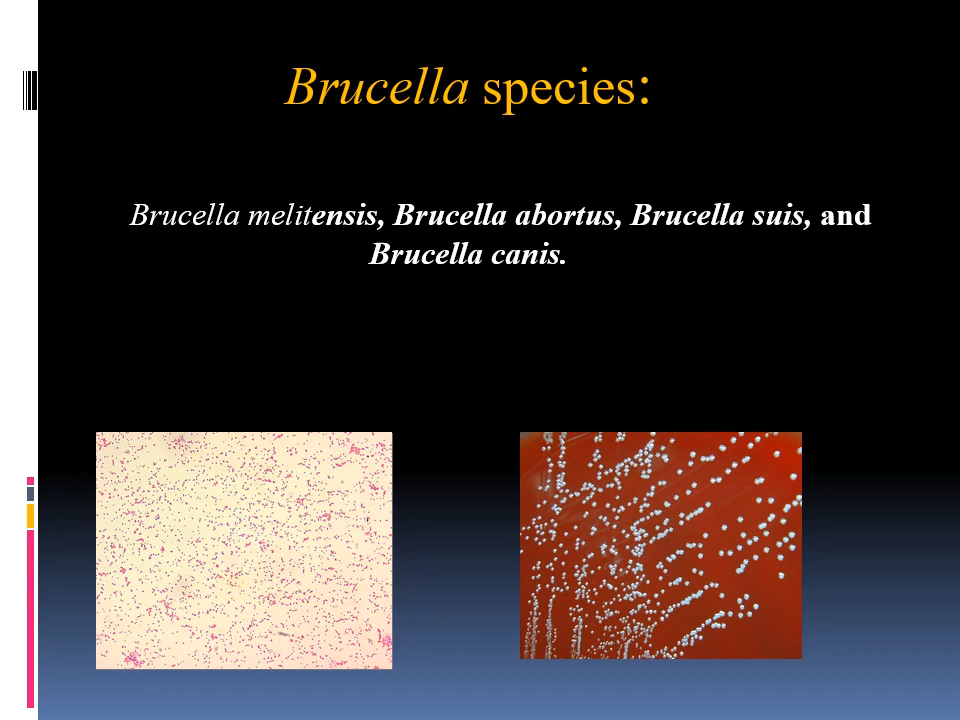 Brucella species:
Brucella melitensis, Brucella abortus, Brucella suis, and
Brucella canis.